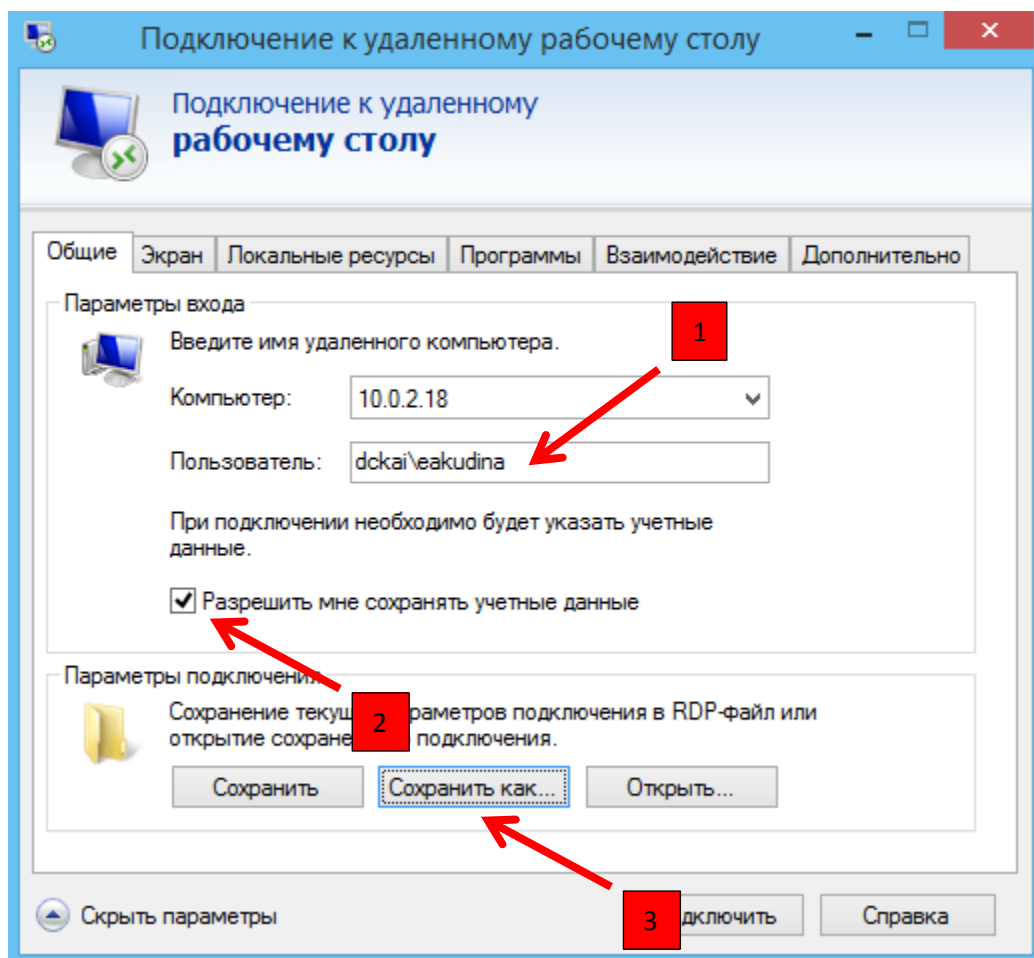 Подключение к удаленному рабочему столу
Подключение к удаленному
рабочему столу
Общие Экран Локальные ресурсы Программы Взаимодействие Дополнительно
Параметры входа
Введите имя удаленного компьютера.
1
Компьютер: 10.0.2.18
Пользователь: dckai\eakudina
При подключении необходимо будет указать учетные
данные.
Разрешить мне сохранять учетные данные
Параметры подключения
2
Сохранение параметров подключения в RDP-файл или
открытие подключения.
Сохранить Сохранить как... Открыть...
Скрыть параметры 3 Справка